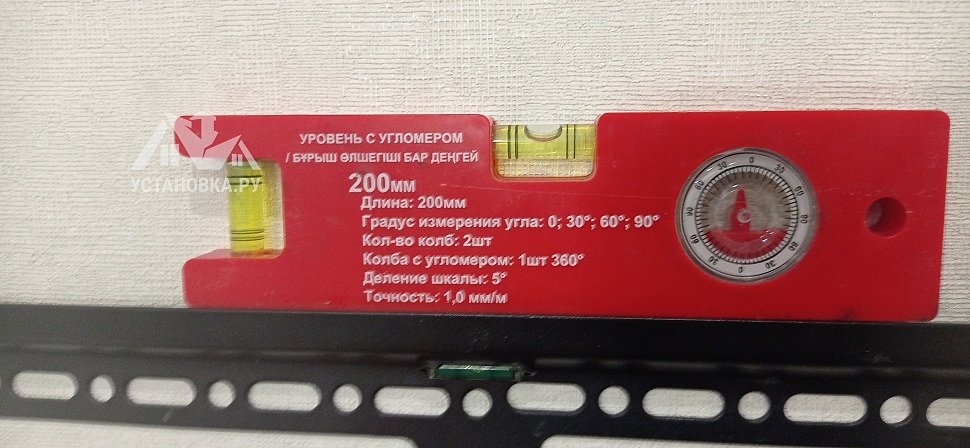 УРОВЕНЬ С УГЛОМЕРОМ
/ БҰРЫШ ӨЛШЕГІШІ БАР ДЕҢГЕЙ
УСТАНОВКА.РУ
200мм
Длина: 200мм
Градус измерения угла: 0; 30°; 60°; 90°
Кол-во колб: 2шт
Колба с угломером: 1шт 360°
Деление шкалы: 5°
Точность: 1,0 мм/м